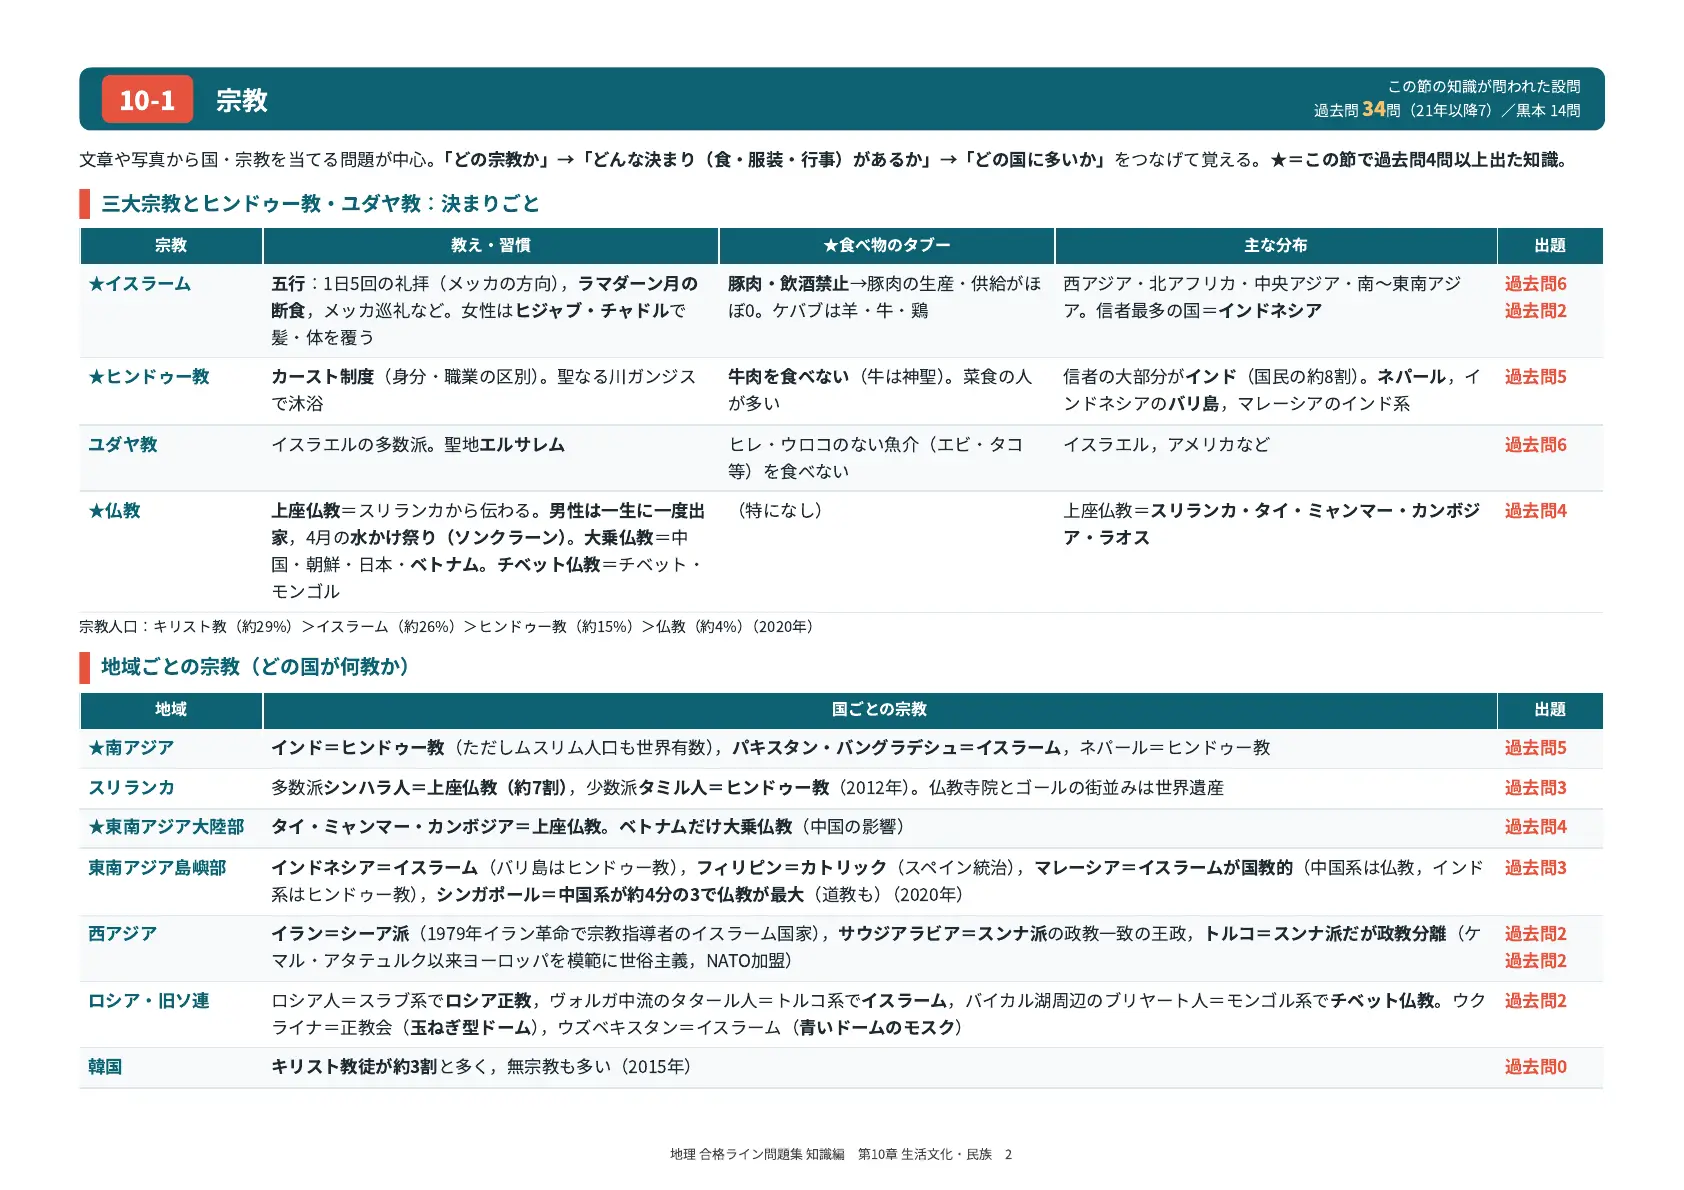 10-1 宗教
この節の知識が問われた設問
過去問 34問（21年以降7）／黒本 14問
文章や写真から国・宗教を当てる問題が中心。「どの宗教か」→「どんな決まり（食・服装・行事）があるか」→「どの国に多いか」をつなげて覚える。★＝この節で過去問4問以上出た知識。
三大宗教とヒンドゥー教・ユダヤ教：決まりごと
宗教 教え・習慣 ★食べ物のタブー 主な分布 出題
★イスラーム 五行：1日5回の礼拝（メッカの方向），ラマダーン月の 豚肉・飲酒禁止→豚肉の生産・供給がほ 西アジア・北アフリカ・中央アジア・南～東南アジ 過去問6
断食，メッカ巡礼など。女性はヒジャブ・チャドルで ぼ0。ケバブは羊・牛・鶏 ア。信者最多の国＝インドネシア 過去問2
髪・体を覆う
★ヒンドゥー教 カースト制度（身分・職業の区別）。聖なる川ガンジス 牛肉を食べない（牛は神聖）。菜食の人 信者の大部分がインド（国民の約8割）。ネパール，イ 過去問5
で沐浴 が多い ンドネシアのバリ島，マレーシアのインド系
ユダヤ教 イスラエルの多数派。聖地エルサレム ヒレ・ウロコのない魚介（エビ・タコ イスラエル，アメリカなど 過去問6
等）を食べない
★仏教 上座仏教＝スリランカから伝わる。男性は一生に一度出 （特になし） 上座仏教＝スリランカ・タイ・ミャンマー・カンボジ 過去問4
家，4月の水かけ祭り（ソンクラーン）。大乗仏教＝中 ア・ラオス
国・朝鮮・日本・ベトナム。チベット仏教＝チベット・
モンゴル
宗教人口：キリスト教（約29%）＞イスラーム（約26%）＞ヒンドゥー教（約15%）＞仏教（約4%）（2020年）
地域ごとの宗教（どの国が何教か）
地域 国ごとの宗教 出題
★南アジア インド＝ヒンドゥー教（ただしムスリム人口も世界有数），パキスタン・バングラデシュ＝イスラーム，ネパール＝ヒンドゥー教 過去問5
スリランカ 多数派シンハラ人＝上座仏教（約7割），少数派タミル人＝ヒンドゥー教（2012年）。仏教寺院とゴールの街並みは世界遺産 過去問3
★東南アジア大陸部 タイ・ミャンマー・カンボジア＝上座仏教。ベトナムだけ大乗仏教（中国の影響） 過去問4
東南アジア島嶼部 インドネシア＝イスラーム（バリ島はヒンドゥー教），フィリピン＝カトリック（スペイン統治），マレーシア＝イスラームが国教的（中国系は仏教，インド 過去問3
系はヒンドゥー教），シンガポール＝中国系が約4分の3で仏教が最大（道教も）（2020年）
西アジア イラン＝シーア派（1979年イラン革命で宗教指導者のイスラーム国家），サウジアラビア＝スンナ派の政教一致の王政，トルコ＝スンナ派だが政教分離（ケ 過去問2
マル・アタテュルク以来ヨーロッパを模範に世俗主義，NATO加盟） 過去問2
ロシア・旧ソ連 ロシア人＝スラブ系でロシア正教，ヴォルガ中流のタタール人＝トルコ系でイスラーム，バイカル湖周辺のブリヤート人＝モンゴル系でチベット仏教。ウク 過去問2
ライナ＝正教会（玉ねぎ型ドーム），ウズベキスタン＝イスラーム（青いドームのモスク）
韓国 キリスト教徒が約3割と多く，無宗教も多い（2015年） 過去問0
地理 合格ライン問題集 知識編 第10章 生活文化・民族 2